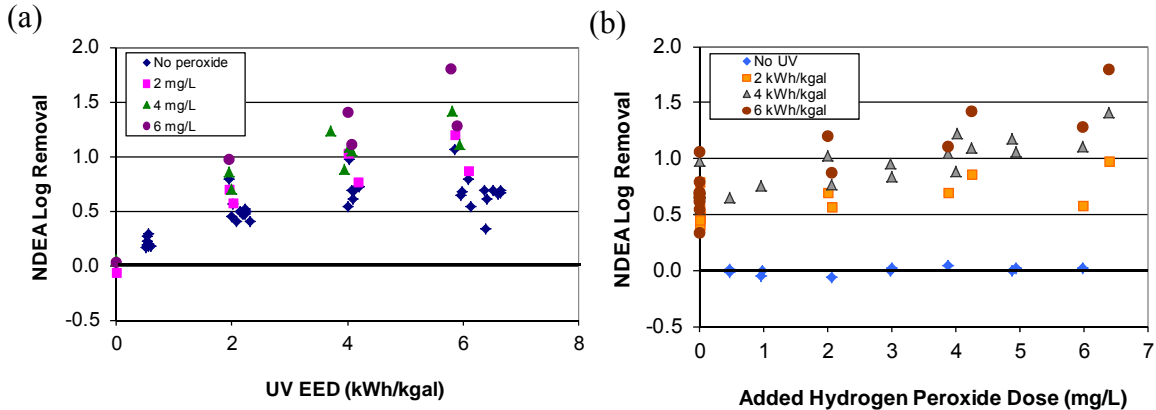 (a)
NDEA Log Removal
2.0
1.5
1.0
0.5
0.0
-0.5
No peroxide
2 mg/L
4 mg/L
6 mg/L
0 2 4 6 8
UV EED (kWh/kgal)
(b)
NDEA Log Removal
2.0
1.5
1.0
0.5
0.0
-0.5
No UV
2 kWh/kgal
4 kWh/kgal
6 kWh/kgal
0 1 2 3 4 5 6 7
Added Hydrogen Peroxide Dose (mg/L)